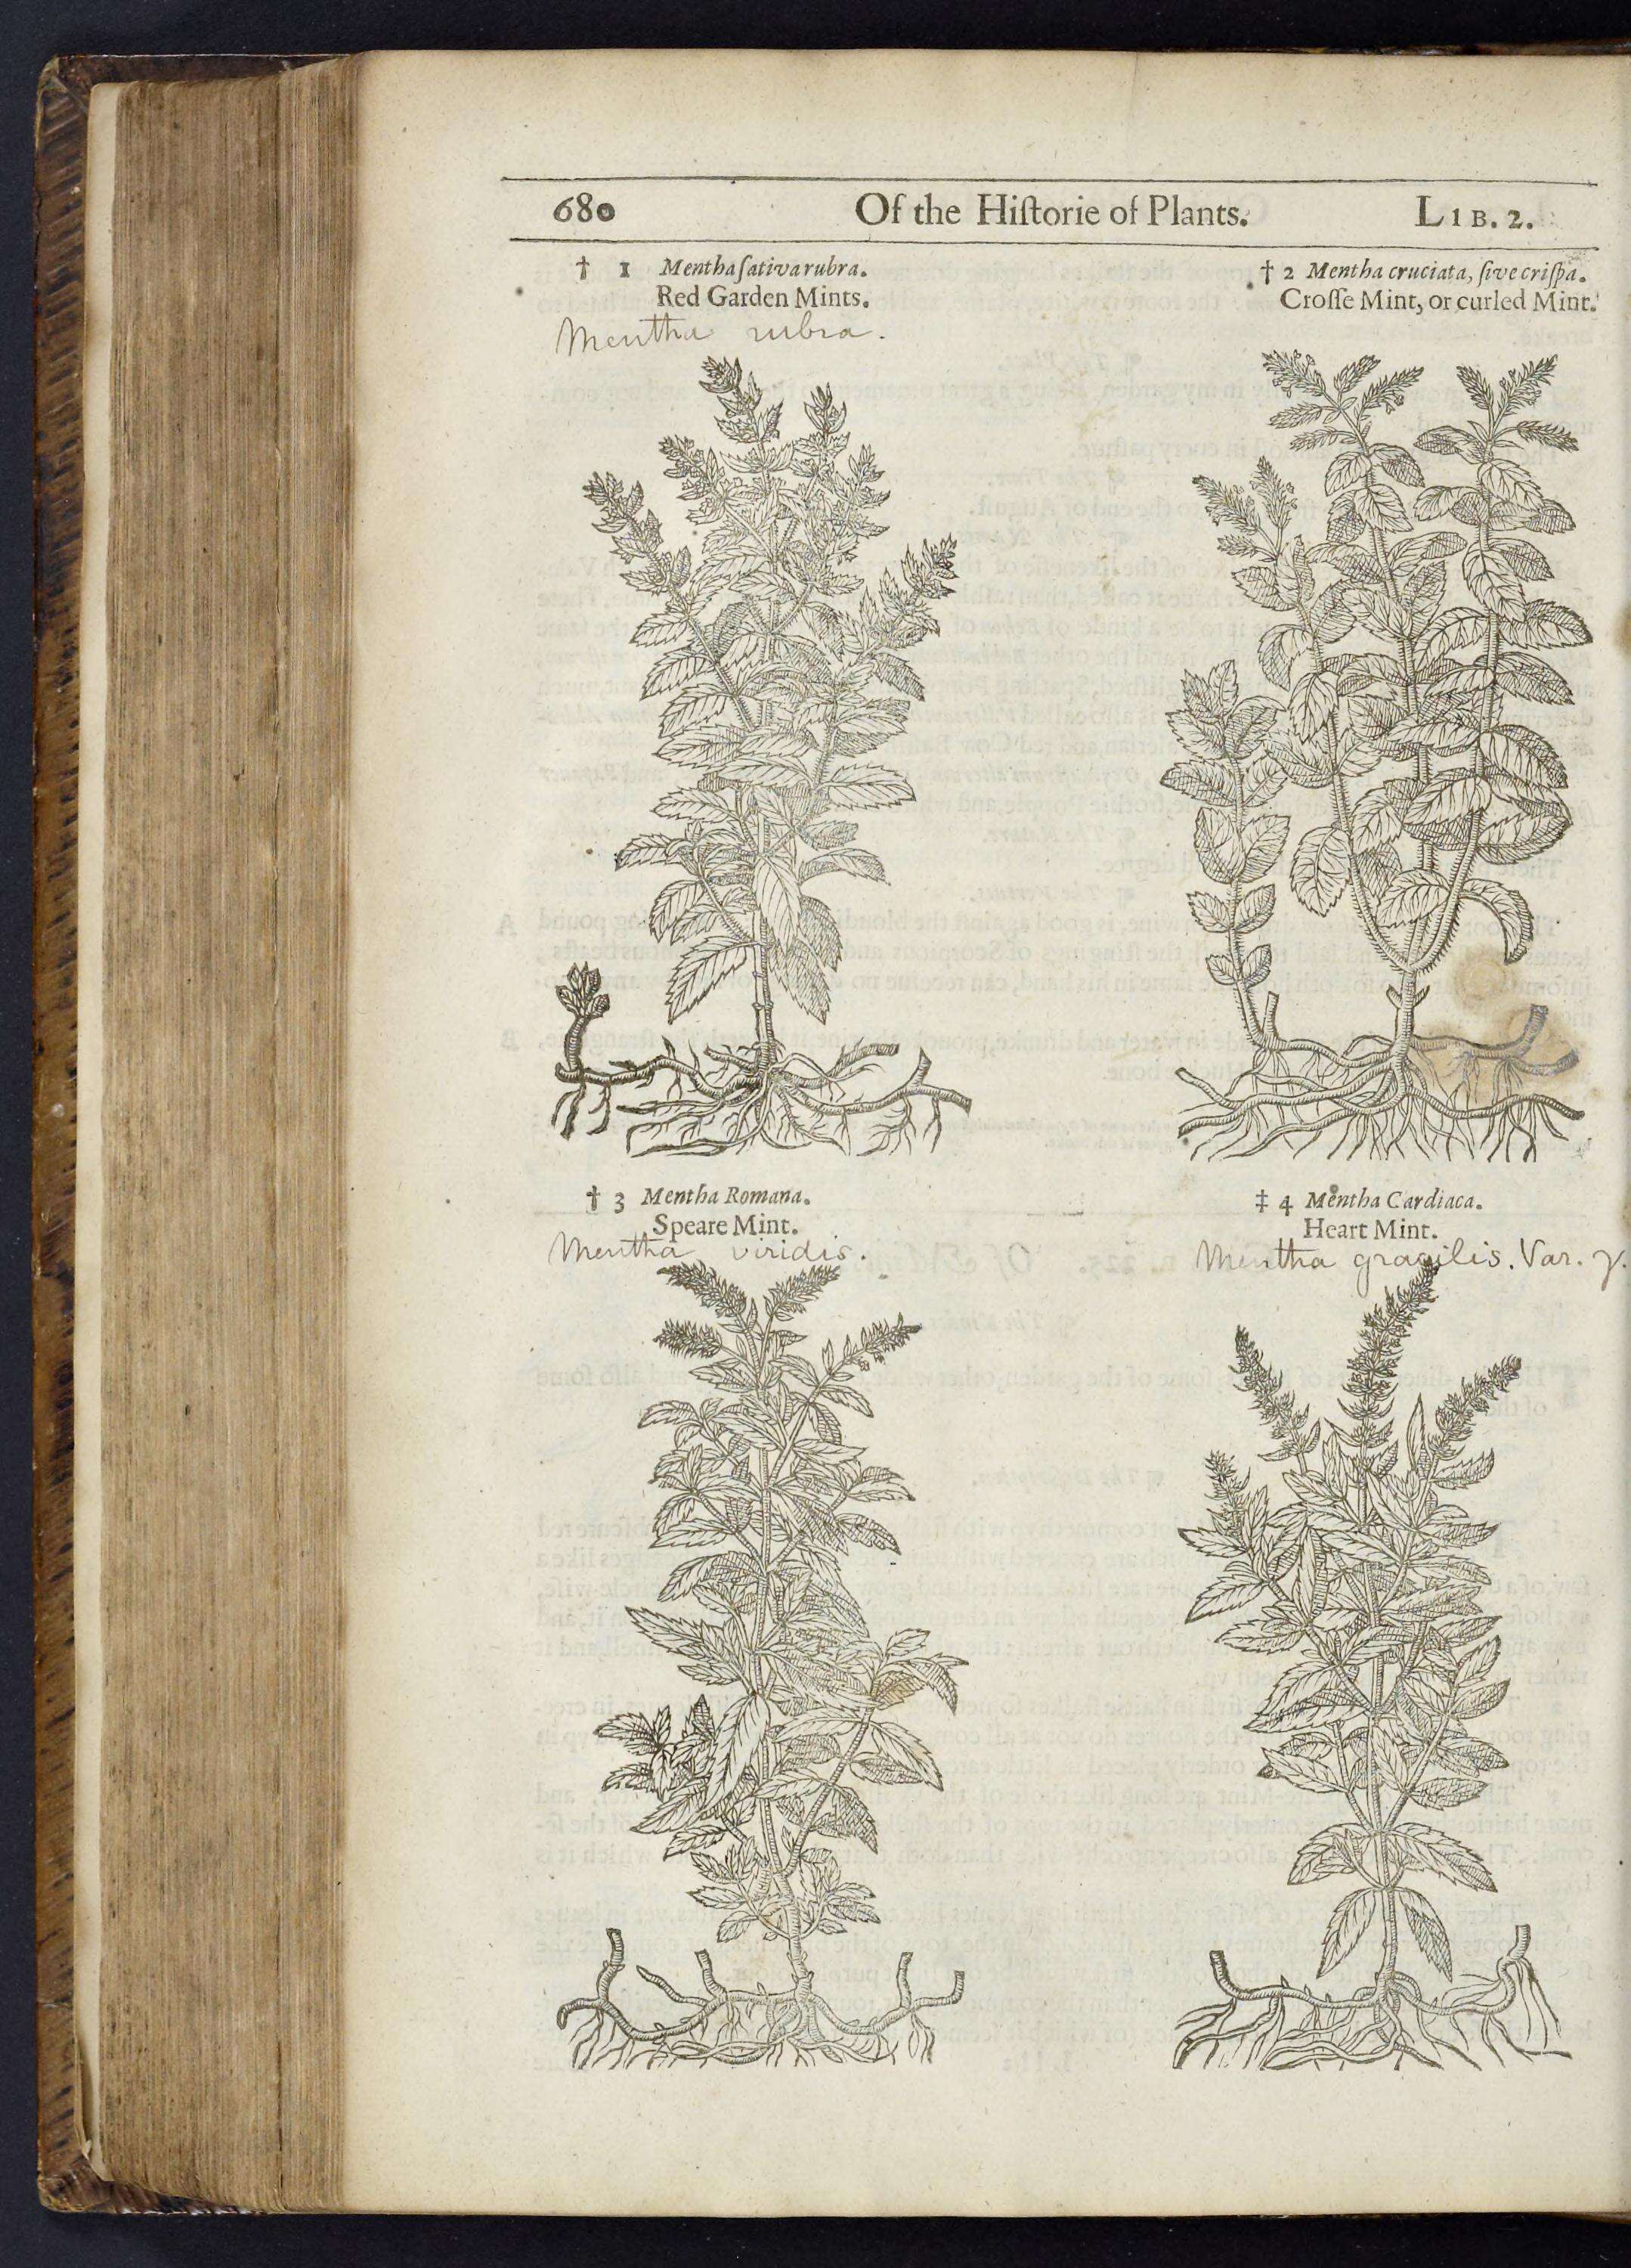 680 Of the Hiſtorie of Plants. LIB. 2.
† 1 Mentha ſativa rubra.
Red Garden Mints.
Mentha rubra.
† 2 Mentha cruciata, ſive criſpa.
Croſſe Mint, or curled Mint.
† 3 Mentha Romana.
Speare Mint.
Mentha viridis.
‡ 4 Mentha Cardiaca.
Heart Mint.
Mentha gracilis. Var. γ.